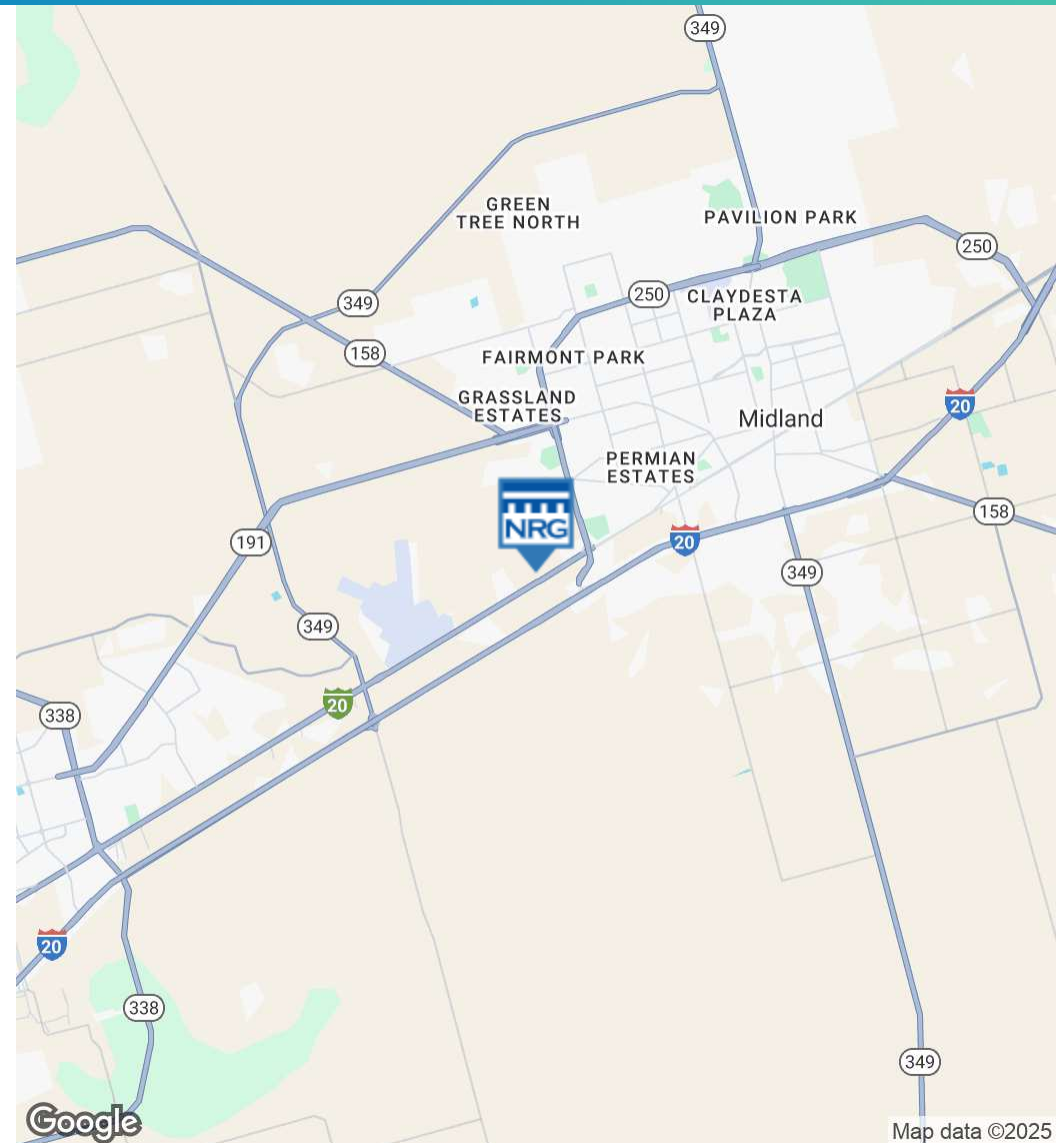 349
GREEN
TREE NORTH
PAVILION PARK
250
349
250
CLAYDESTA
PLAZA
158
FAIRMONT PARK
GRASSLAND
ESTATES
20
Midland
PERMIAN
ESTATES
NRG
158
191
20
349
349
20
338
20
338
349
Google
Map data ©2025